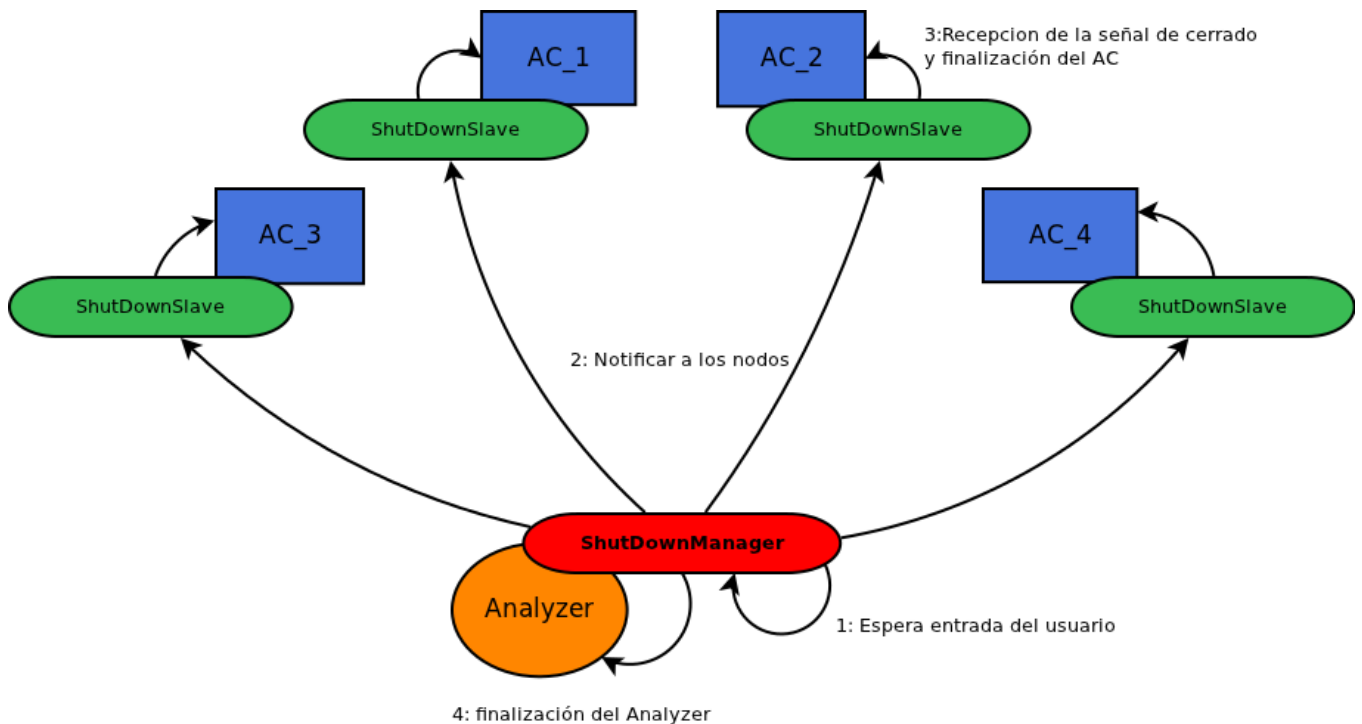 AC_1
AC_2
3:Recepcion de la señal de cerrado
y finalización del AC
ShutDownSlave
ShutDownSlave
AC_3
AC_4
ShutDownSlave
ShutDownSlave
2: Notificar a los nodos
ShutDownManager
Analyzer
1: Espera entrada del usuario
4: finalización del Analyzer